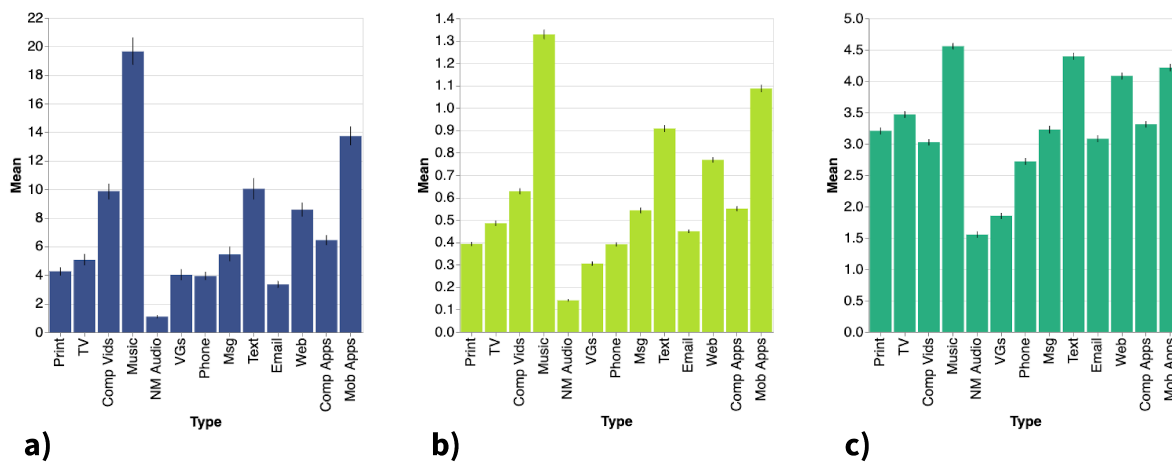 22
20
18
16
14
12
10
8
6
4
2
0
Mean
Print
TV
Comp Vids
Music
NM Audio
VGs
Phone
Msg
Text
Email
Web
Comp Apps
Mob Apps
Type
a)
1.4
1.3
1.2
1.1
1.0
0.9
0.8
0.7
0.6
0.5
0.4
0.3
0.2
0.1
0.0
Mean
Print
TV
Comp Vids
Music
NM Audio
VGs
Phone
Msg
Text
Email
Web
Comp Apps
Mob Apps
Type
b)
5.0
4.5
4.0
3.5
3.0
2.5
2.0
1.5
1.0
0.5
0.0
Mean
Print
TV
Comp Vids
Music
NM Audio
VGs
Phone
Msg
Text
Email
Web
Comp Apps
Mob Apps
Type
c)